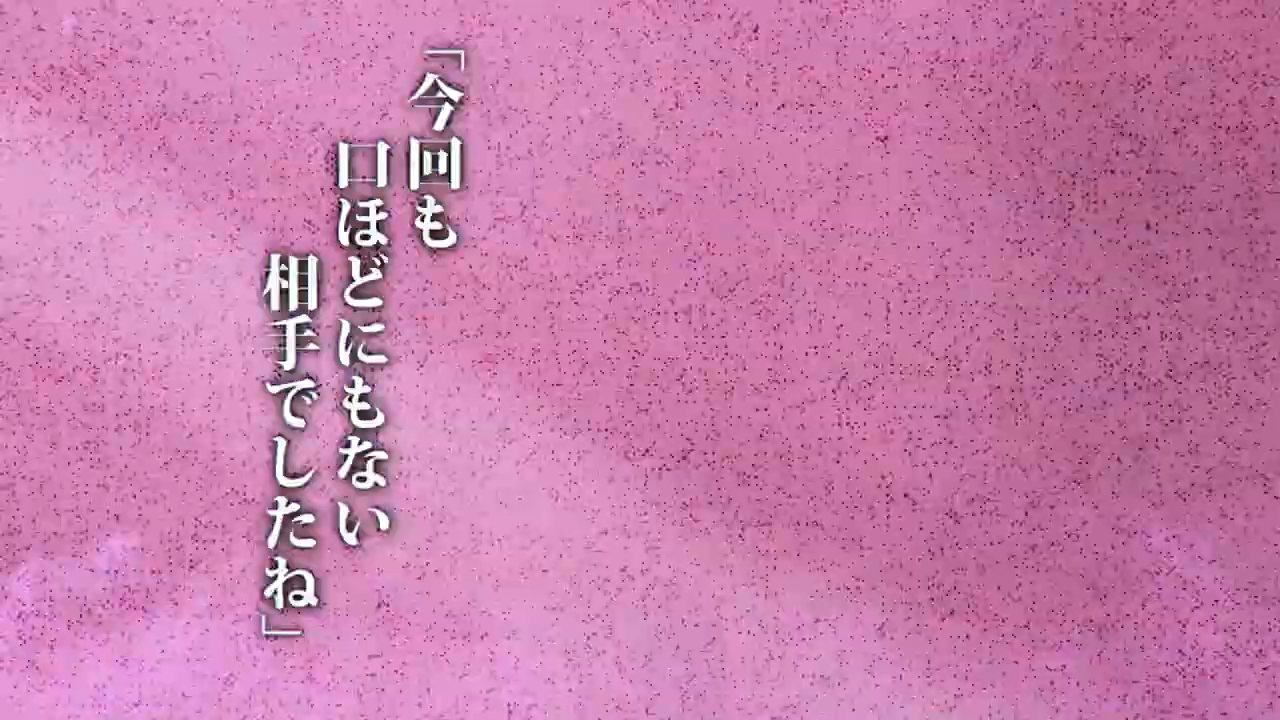 「今回も
口ほどにもない
相手でしたね」